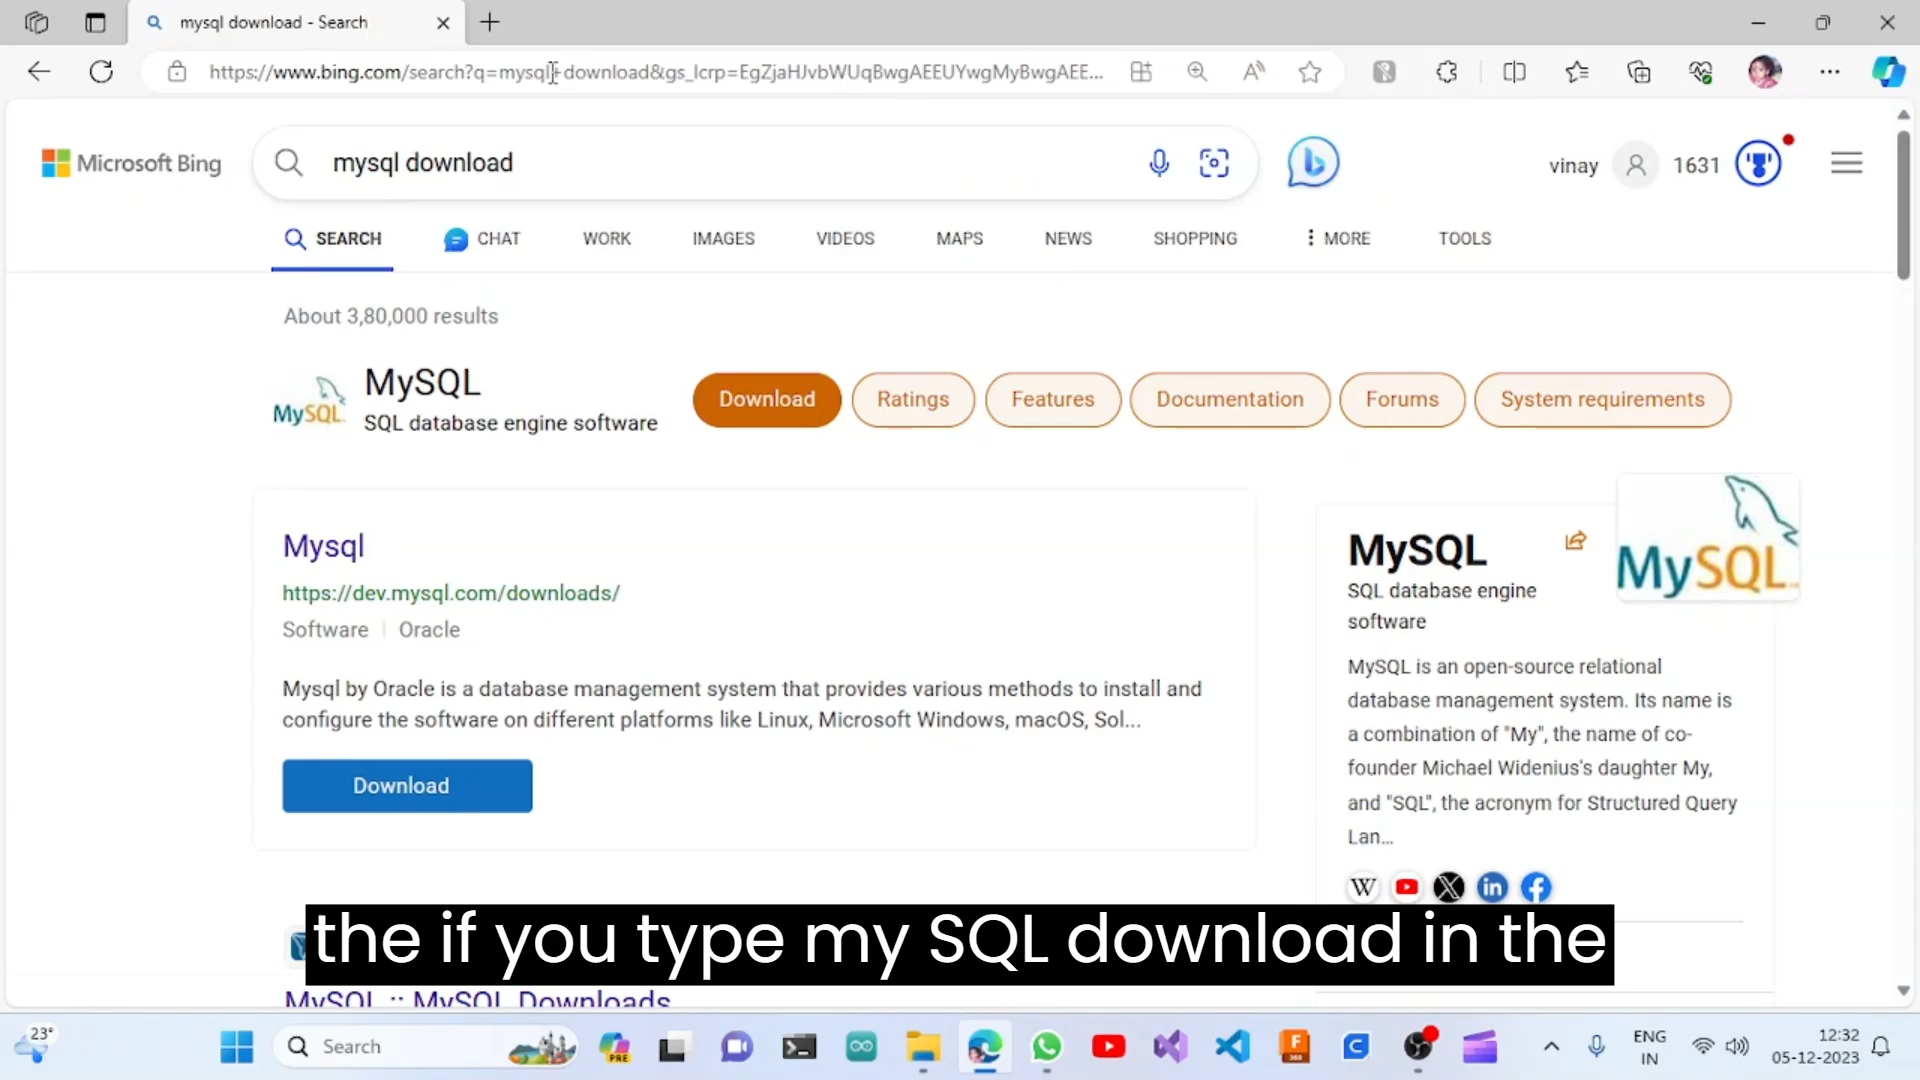 mysql download - Search
https://www.bing.com/search?q=mysql+download&gs_lcrp=EgZjaHJvbWUqBwgAEEUYwgMyBwgAEE...
Microsoft Bing
mysql download
vinay
1631
SEARCH
CHAT
WORK
IMAGES
VIDEOS
MAPS
NEWS
SHOPPING
MORE
TOOLS
About 3,80,000 results
MySQL
MySQL
SQL database engine software
Download
Ratings
Features
Documentation
Forums
System requirements
Mysql
https://dev.mysql.com/downloads/
Software | Oracle
Mysql by Oracle is a database management system that provides various methods to install and
configure the software on different platforms like Linux, Microsoft Windows, macOS, Sol...
Download
MySQL
MySQL
SQL database engine
software
MySQL is an open-source relational
database management system. Its name is
a combination of "My", the name of co-
founder Michael Widenius's daughter My,
and "SQL", the acronym for Structured Query
Lan...
the if you type my SQL download in the
MySQL :: MySQL Downloads
23°
Search
PRE
ENG
IN
12:32
05-12-2023